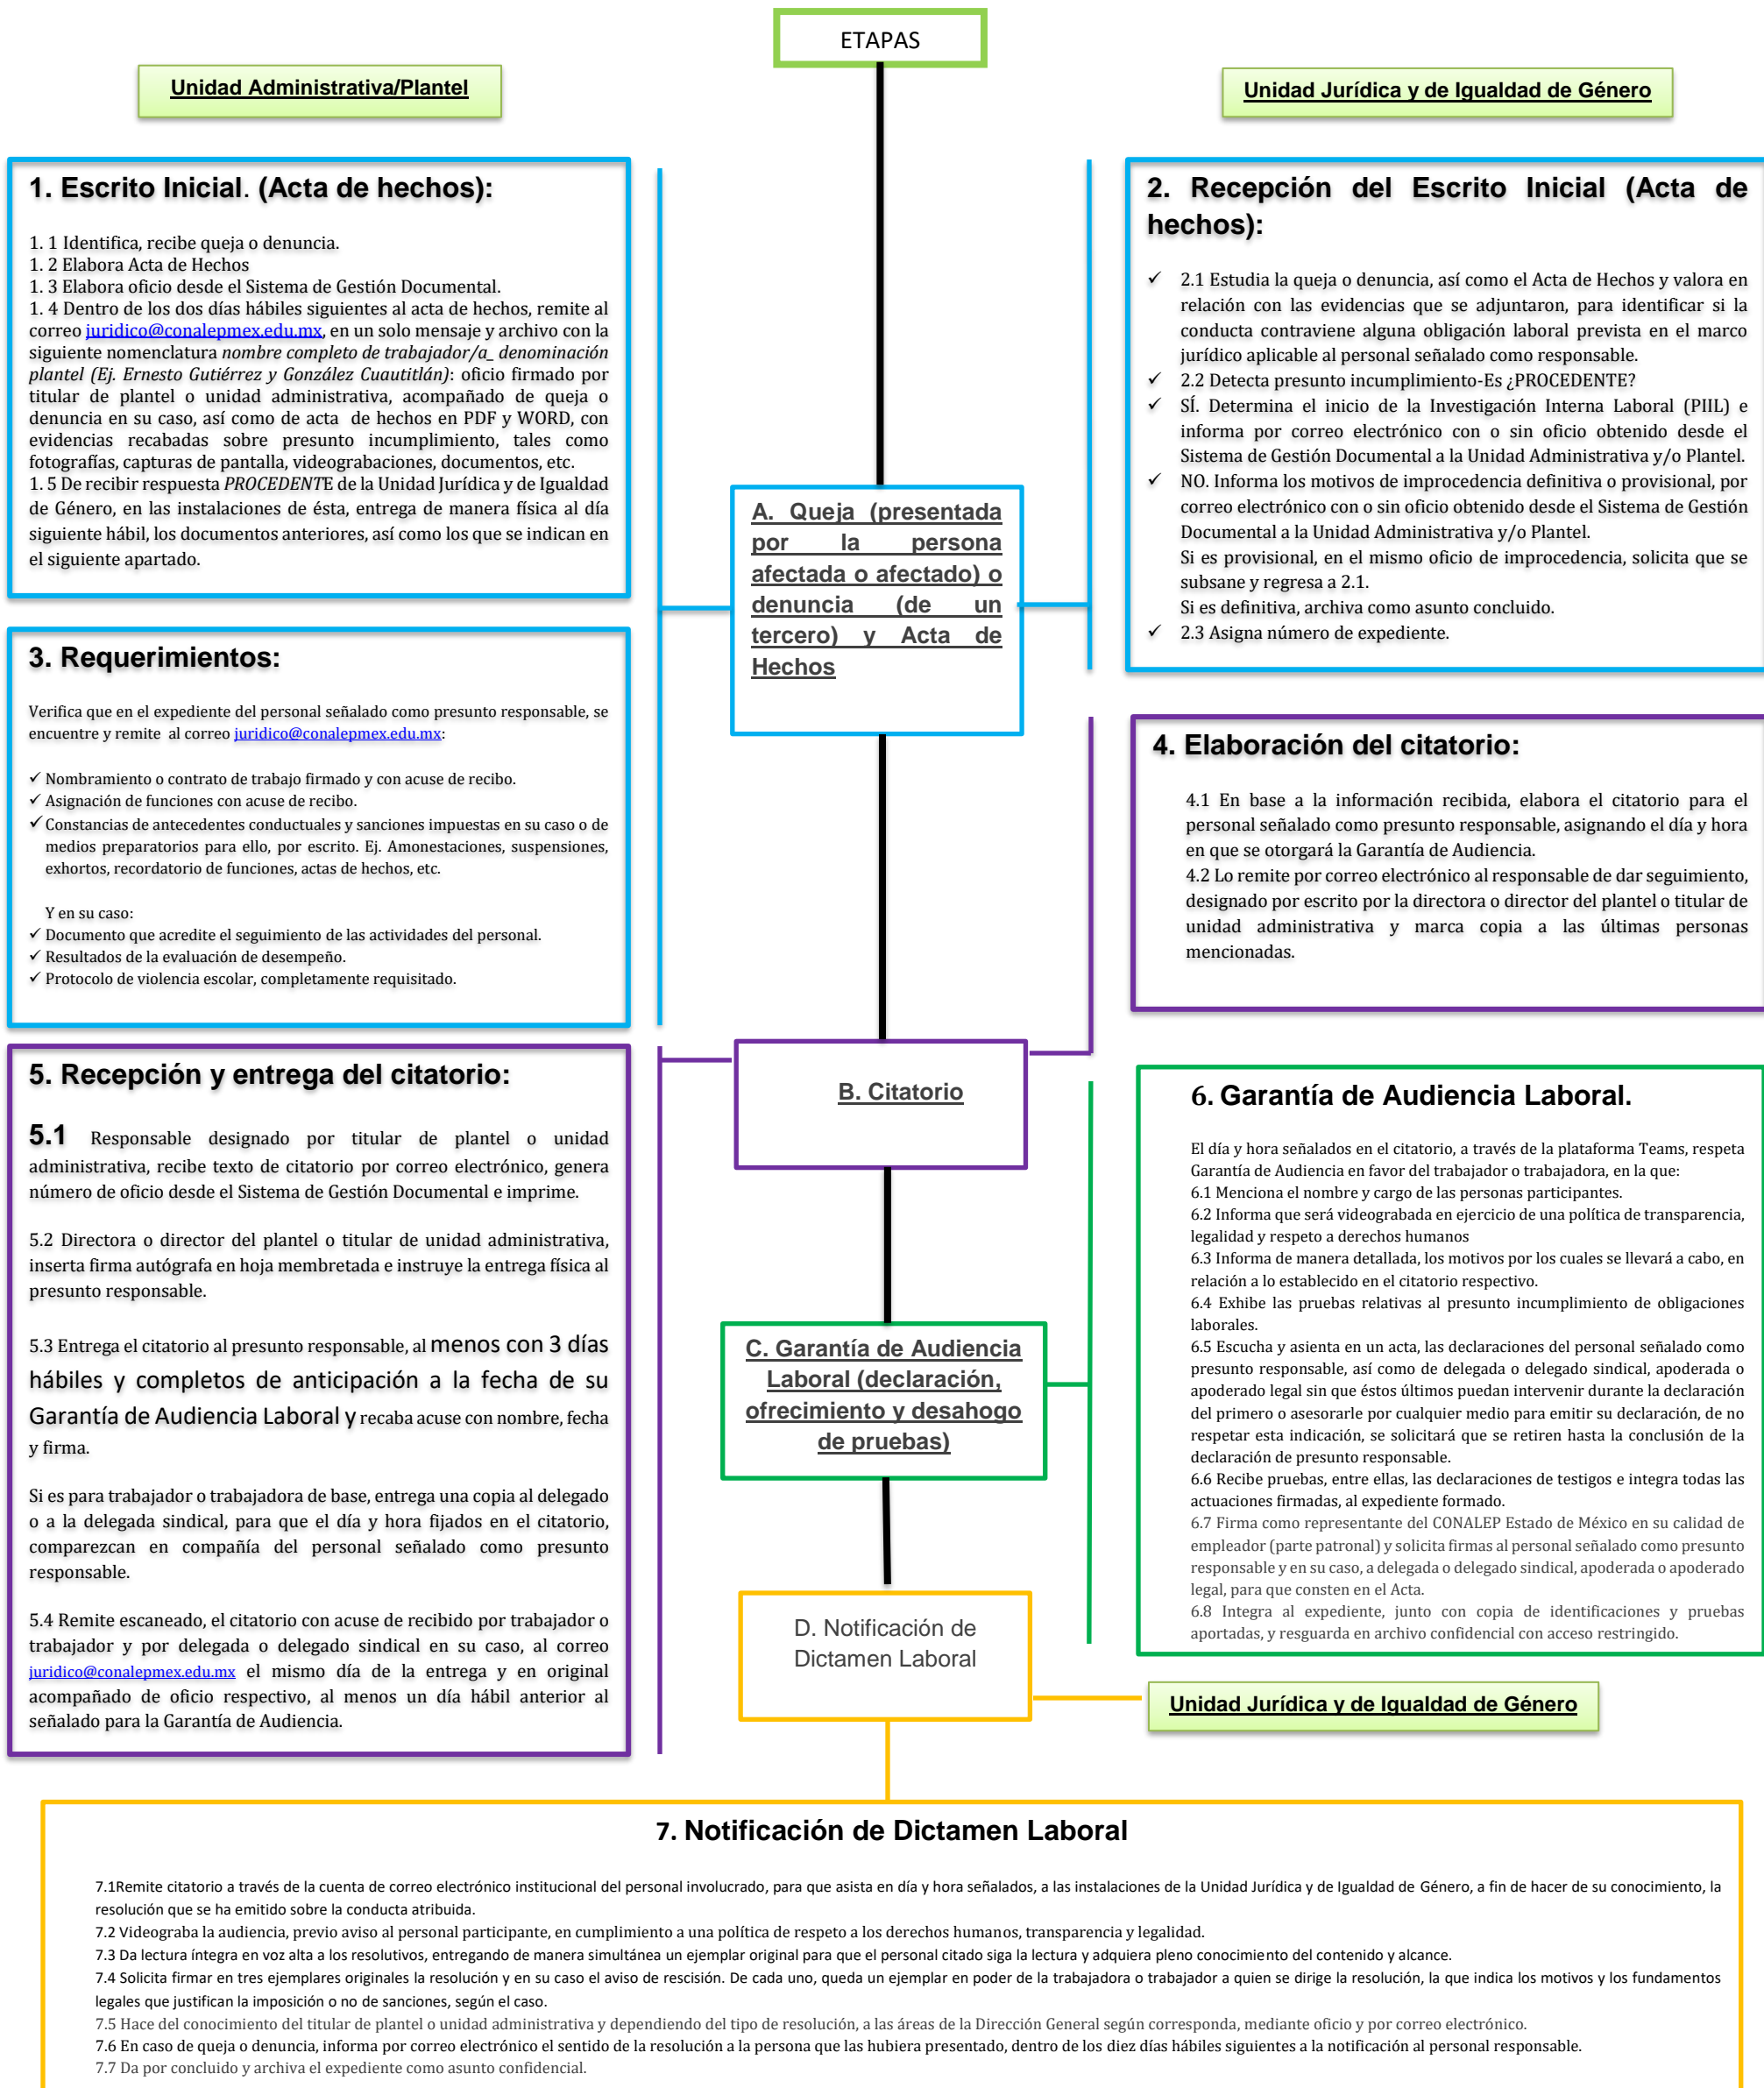 ETAPAS
Unidad Administrativa/Plantel
Unidad Jurídica y de Igualdad de Género
1. Escrito Inicial. (Acta de hechos):
1. 1 Identifica, recibe queja o denuncia.
1. 2 Elabora Acta de Hechos
1. 3 Elabora oficio desde el Sistema de Gestión Documental.
1. 4 Dentro de los dos días hábiles siguientes al acta de hechos, remite al
correo juridico@conalepmex.edu.mx, en un solo mensaje y archivo con la
siguiente nomenclatura nombre completo de trabajador/a_ denominación
plantel (Ej. Ernesto Gutiérrez y González Cuautitlán): oficio firmado por
titular de plantel o unidad administrativa, acompañado de queja o
denuncia en su caso, así como de acta de hechos en PDF y WORD, con
evidencias recabadas sobre presunto incumplimiento, tales como
fotografías, capturas de pantalla, videograbaciones, documentos, etc.
1. 5 De recibir respuesta PROCEDENTE de la Unidad Jurídica y de Igualdad
de Género, en las instalaciones de ésta, entrega de manera física al día
siguiente hábil, los documentos anteriores, así como los que se indican en
el siguiente apartado.
2. Recepción del Escrito Inicial (Acta de
hechos):
✓ 2.1 Estudia la queja o denuncia, así como el Acta de Hechos y valora en
relación con las evidencias que se adjuntaron, para identificar si la
conducta contraviene alguna obligación laboral prevista en el marco
jurídico aplicable al personal señalado como responsable.
✓ 2.2 Detecta presunto incumplimiento-Es ¿PROCEDENTE?
✓ SÍ. Determina el inicio de la Investigación Interna Laboral (PIIL) e
informa por correo electrónico con o sin oficio obtenido desde el
Sistema de Gestión Documental a la Unidad Administrativa y/o Plantel.
✓ NO. Informa los motivos de improcedencia definitiva o provisional, por
correo electrónico con o sin oficio obtenido desde el Sistema de Gestión
Documental a la Unidad Administrativa y/o Plantel.
Si es provisional, en el mismo oficio de improcedencia, solicita que se
subsane y regresa a 2.1.
Si es definitiva, archiva como asunto concluido.
✓ 2.3 Asigna número de expediente.
A. Queja (presentada
por la persona
afectada o afectado) o
denuncia (de un
tercero) y Acta de
Hechos
3. Requerimientos:
Verifica que en el expediente del personal señalado como presunto responsable, se
encuentre y remite al correo juridico@conalepmex.edu.mx:
✓ Nombramiento o contrato de trabajo firmado y con acuse de recibo.
✓ Asignación de funciones con acuse de recibo.
✓ Constancias de antecedentes conductuales y sanciones impuestas en su caso o de
medios preparatorios para ello, por escrito. Ej. Amonestaciones, suspensiones,
exhortos, recordatorio de funciones, actas de hechos, etc.
Y en su caso:
✓ Documento que acredite el seguimiento de las actividades del personal.
✓ Resultados de la evaluación de desempeño.
✓ Protocolo de violencia escolar, completamente requisitado.
4. Elaboración del citatorio:
4.1 En base a la información recibida, elabora el citatorio para el
personal señalado como presunto responsable, asignando el día y hora
en que se otorgará la Garantía de Audiencia.
4.2 Lo remite por correo electrónico al responsable de dar seguimiento,
designado por escrito por la directora o director del plantel o titular de
unidad administrativa y marca copia a las últimas personas
mencionadas.
B. Citatorio
5. Recepción y entrega del citatorio:
5.1 Responsable designado por titular de plantel o unidad
administrativa, recibe texto de citatorio por correo electrónico, genera
número de oficio desde el Sistema de Gestión Documental e imprime.
5.2 Directora o director del plantel o titular de unidad administrativa,
inserta firma autógrafa en hoja membretada e instruye la entrega física al
presunto responsable.
5.3 Entrega el citatorio al presunto responsable, al menos con 3 días
hábiles y completos de anticipación a la fecha de su
Garantía de Audiencia Laboral y recaba acuse con nombre, fecha
y firma.
Si es para trabajador o trabajadora de base, entrega una copia al delegado
o a la delegada sindical, para que el día y hora fijados en el citatorio,
comparezcan en compañía del personal señalado como presunto
responsable.
5.4 Remite escaneado, el citatorio con acuse de recibido por trabajador o
trabajador y por delegada o delegado sindical en su caso, al correo
juridico@conalepmex.edu.mx el mismo día de la entrega y en original
acompañado de oficio respectivo, al menos un día hábil anterior al
señalado para la Garantía de Audiencia.
6. Garantía de Audiencia Laboral.
El día y hora señalados en el citatorio, a través de la plataforma Teams, respeta
Garantía de Audiencia en favor del trabajador o trabajadora, en la que:
6.1 Menciona el nombre y cargo de las personas participantes.
6.2 Informa que será videograbada en ejercicio de una política de transparencia,
legalidad y respeto a derechos humanos
6.3 Informa de manera detallada, los motivos por los cuales se llevará a cabo, en
relación a lo establecido en el citatorio respectivo.
6.4 Exhibe las pruebas relativas al presunto incumplimiento de obligaciones
laborales.
6.5 Escucha y asienta en un acta, las declaraciones del personal señalado como
presunto responsable, así como de delegada o delegado sindical, apoderada o
apoderado legal sin que éstos últimos puedan intervenir durante la declaración
del primero o asesorarle por cualquier medio para emitir su declaración, de no
respetar esta indicación, se solicitará que se retiren hasta la conclusión de la
declaración de presunto responsable.
6.6 Recibe pruebas, entre ellas, las declaraciones de testigos e integra todas las
actuaciones firmadas, al expediente formado.
6.7 Firma como representante del CONALEP Estado de México en su calidad de
empleador (parte patronal) y solicita firmas al personal señalado como presunto
responsable y en su caso, a delegada o delegado sindical, apoderada o apoderado
legal, para que consten en el Acta.
6.8 Integra al expediente, junto con copia de identificaciones y pruebas
aportadas, y resguarda en archivo confidencial con acceso restringido.
C. Garantía de Audiencia
Laboral (declaración,
ofrecimiento y desahogo
de pruebas)
D. Notificación de
Dictamen Laboral
Unidad Jurídica y de Igualdad de Género
7. Notificación de Dictamen Laboral
7.1Remite citatorio a través de la cuenta de correo electrónico institucional del personal involucrado, para que asista en día y hora señalados, a las instalaciones de la Unidad Jurídica y de Igualdad de Género, a fin de hacer de su conocimiento, la
resolución que se ha emitido sobre la conducta atribuida.
7.2 Videograba la audiencia, previo aviso al personal participante, en cumplimiento a una política de respeto a los derechos humanos, transparencia y legalidad.
7.3 Da lectura íntegra en voz alta a los resolutivos, entregando de manera simultánea un ejemplar original para que el personal citado siga la lectura y adquiera pleno conocimiento del contenido y alcance.
7.4 Solicita firmar en tres ejemplares originales la resolución y en su caso el aviso de rescisión. De cada uno, queda un ejemplar en poder de la trabajadora o trabajador a quien se dirige la resolución, la que indica los motivos y los fundamentos
legales que justifican la imposición o no de sanciones, según el caso.
7.5 Hace del conocimiento del titular de plantel o unidad administrativa y dependiendo del tipo de resolución, a las áreas de la Dirección General según corresponda, mediante oficio y por correo electrónico.
7.6 En caso de queja o denuncia, informa por correo electrónico el sentido de la resolución a la persona que las hubiera presentado, dentro de los diez días hábiles siguientes a la notificación al personal responsable.
7.7 Da por concluido y archiva el expediente como asunto confidencial.